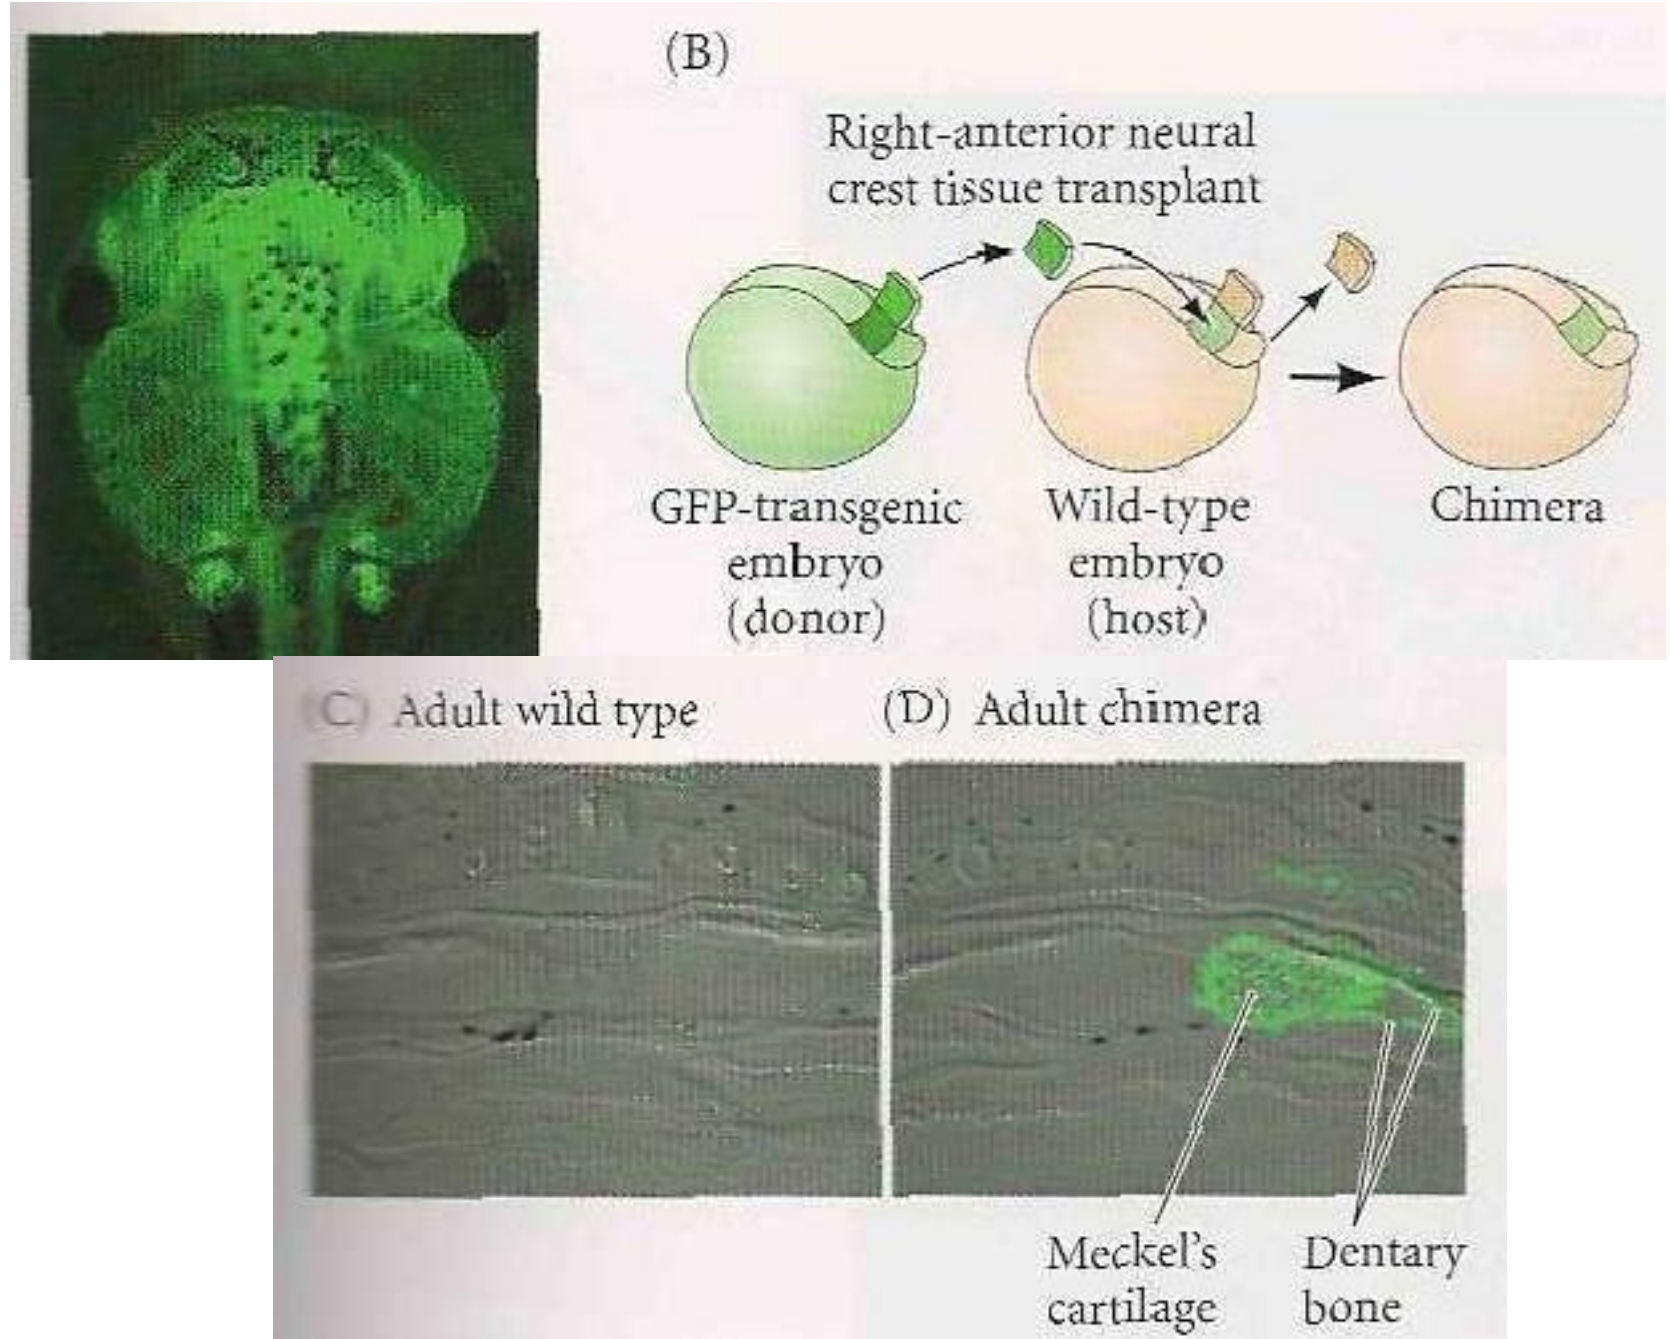 (B)
Right-anterior neural
crest tissue transplant
GFP-transgenic
embryo
(donor)
Wild-type
embryo
(host)
Chimera
(C) Adult wild type
(D) Adult chimera
Meckel's
cartilage
Dentary
bone